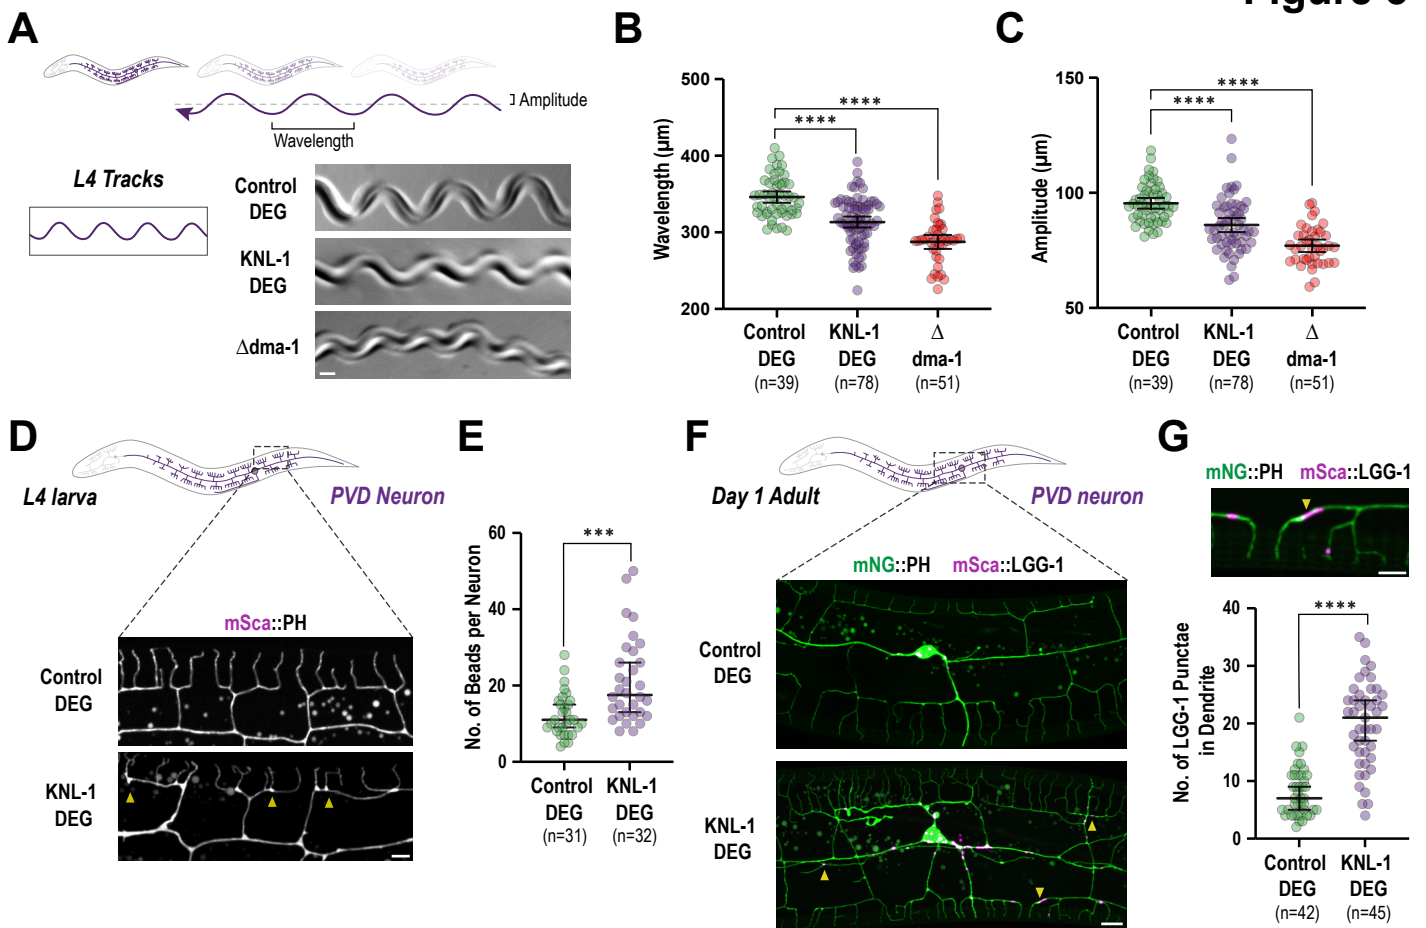 Figure
A
Amplitude
Wavelength
L4 Tracks
Control
DEG
KNL-1
DEG
Δdma-1
B
Wavelength (μm)
500
400
300
200
****
****
Control
DEG
(n=39)
KNL-1
DEG
(n=78)
Δ
dma-1
(n=51)
C
Amplitude (μm)
150
100
50
****
****
Control
DEG
(n=39)
KNL-1
DEG
(n=78)
Δ
dma-1
(n=51)
D
L4 larva
PVD Neuron
mSca::PH
Control
DEG
KNL-1
DEG
E
No. of Beads per Neuron
60
40
20
0
***
Control
DEG
(n=31)
KNL-1
DEG
(n=32)
F
Day 1 Adult
PVD neuron
mNG::PH mSca::LGG-1
Control
DEG
KNL-1
DEG
G
mNG::PH mSca::LGG-1
No. of LGG-1 Punctae
in Dendrite
40
30
20
10
0
****
Control
DEG
(n=42)
KNL-1
DEG
(n=45)